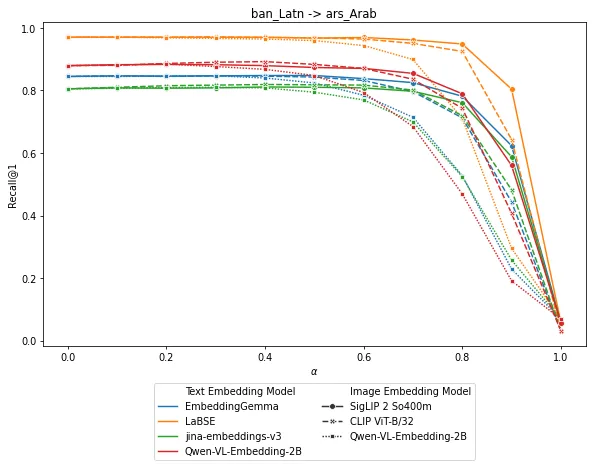 ban_Latn -> ars_Arab
Recall@1
1.0
0.8
0.6
0.4
0.2
0.0
0.0 0.2 0.4 0.6 0.8 1.0
α
Text Embedding Model Image Embedding Model
EmbeddingGemma SigLIP 2 So400m
LaBSE CLIP ViT-B/32
jina-embeddings-v3 Qwen-VL-Embedding-2B
Qwen-VL-Embedding-2B